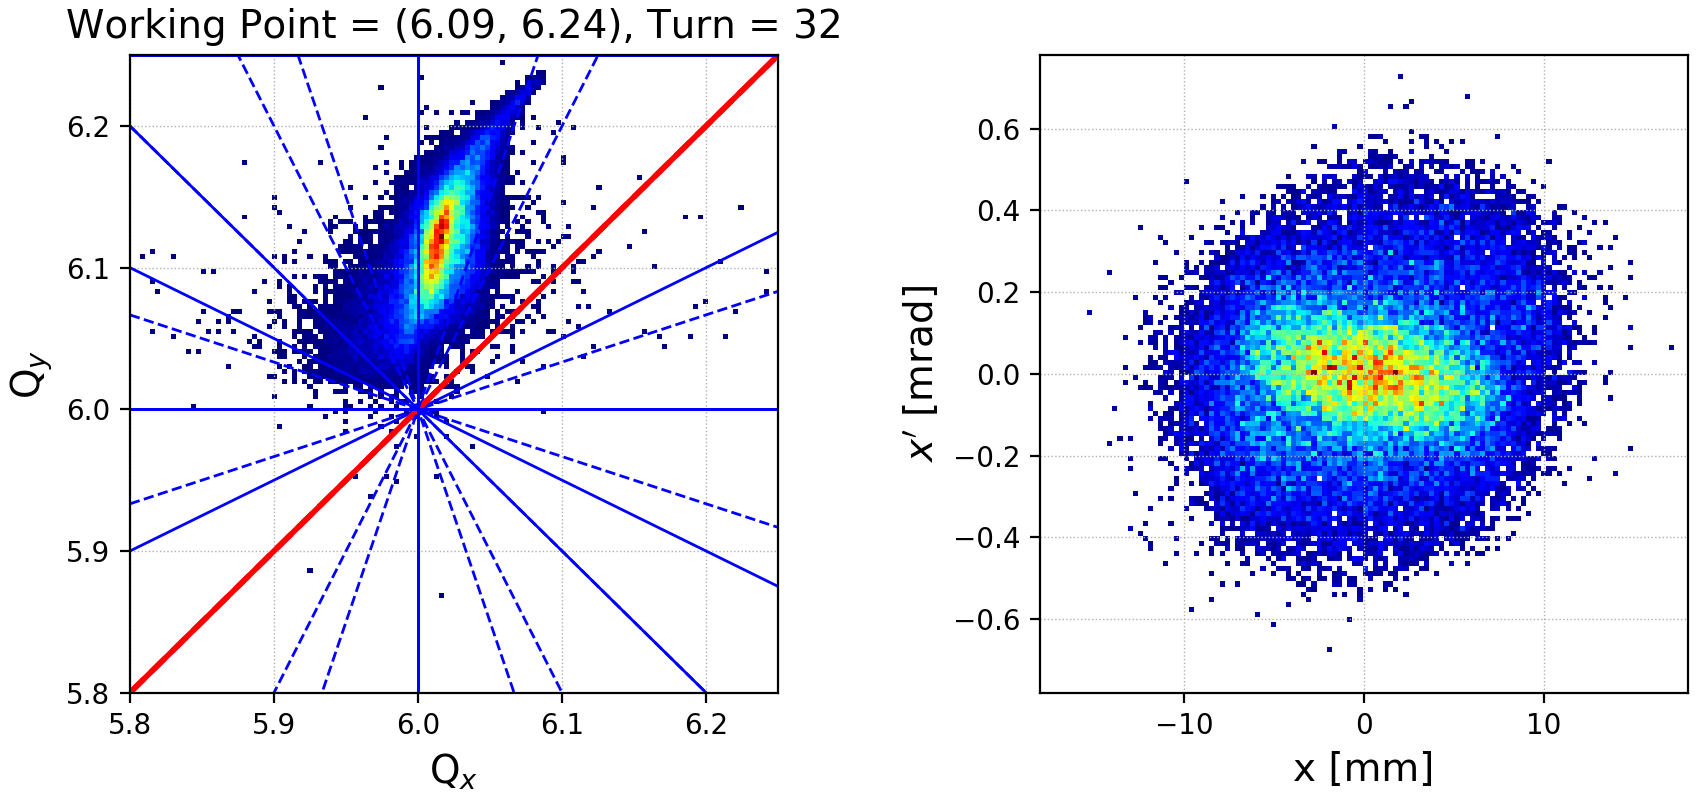 Working Point = (6.09, 6.24), Turn = 32
6.2
6.1
6.0
5.9
5.8
Qy
5.8 5.9 6.0 6.1 6.2
Qx
0.6
0.4
0.2
0.0
−0.2
−0.4
−0.6
x′ [mrad]
−10 0 10
x [mm]